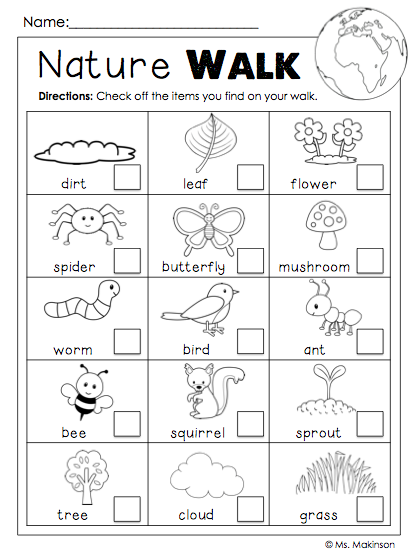 Name:
Nature WALK
Directions: Check off the items you find on your walk.
dirt leaf flower
spider butterfly mushroom
worm bird ant
bee squirrel sprout
tree cloud grass
© Ms. Makinson